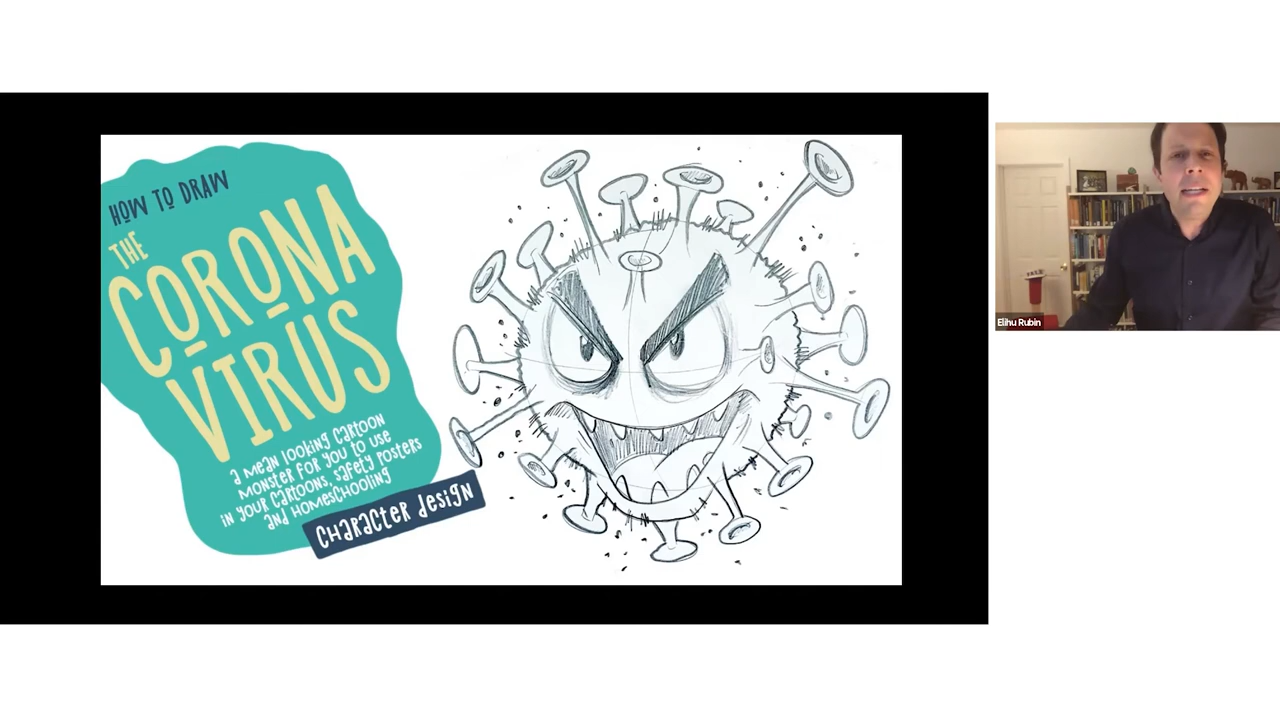 HOW TO DRAW
THE
CORONA
VIRUS
a mean looking cartoon
monster for you to use
in your cartoons, safety posters
and homeschooling
character design
Elihu Rubin